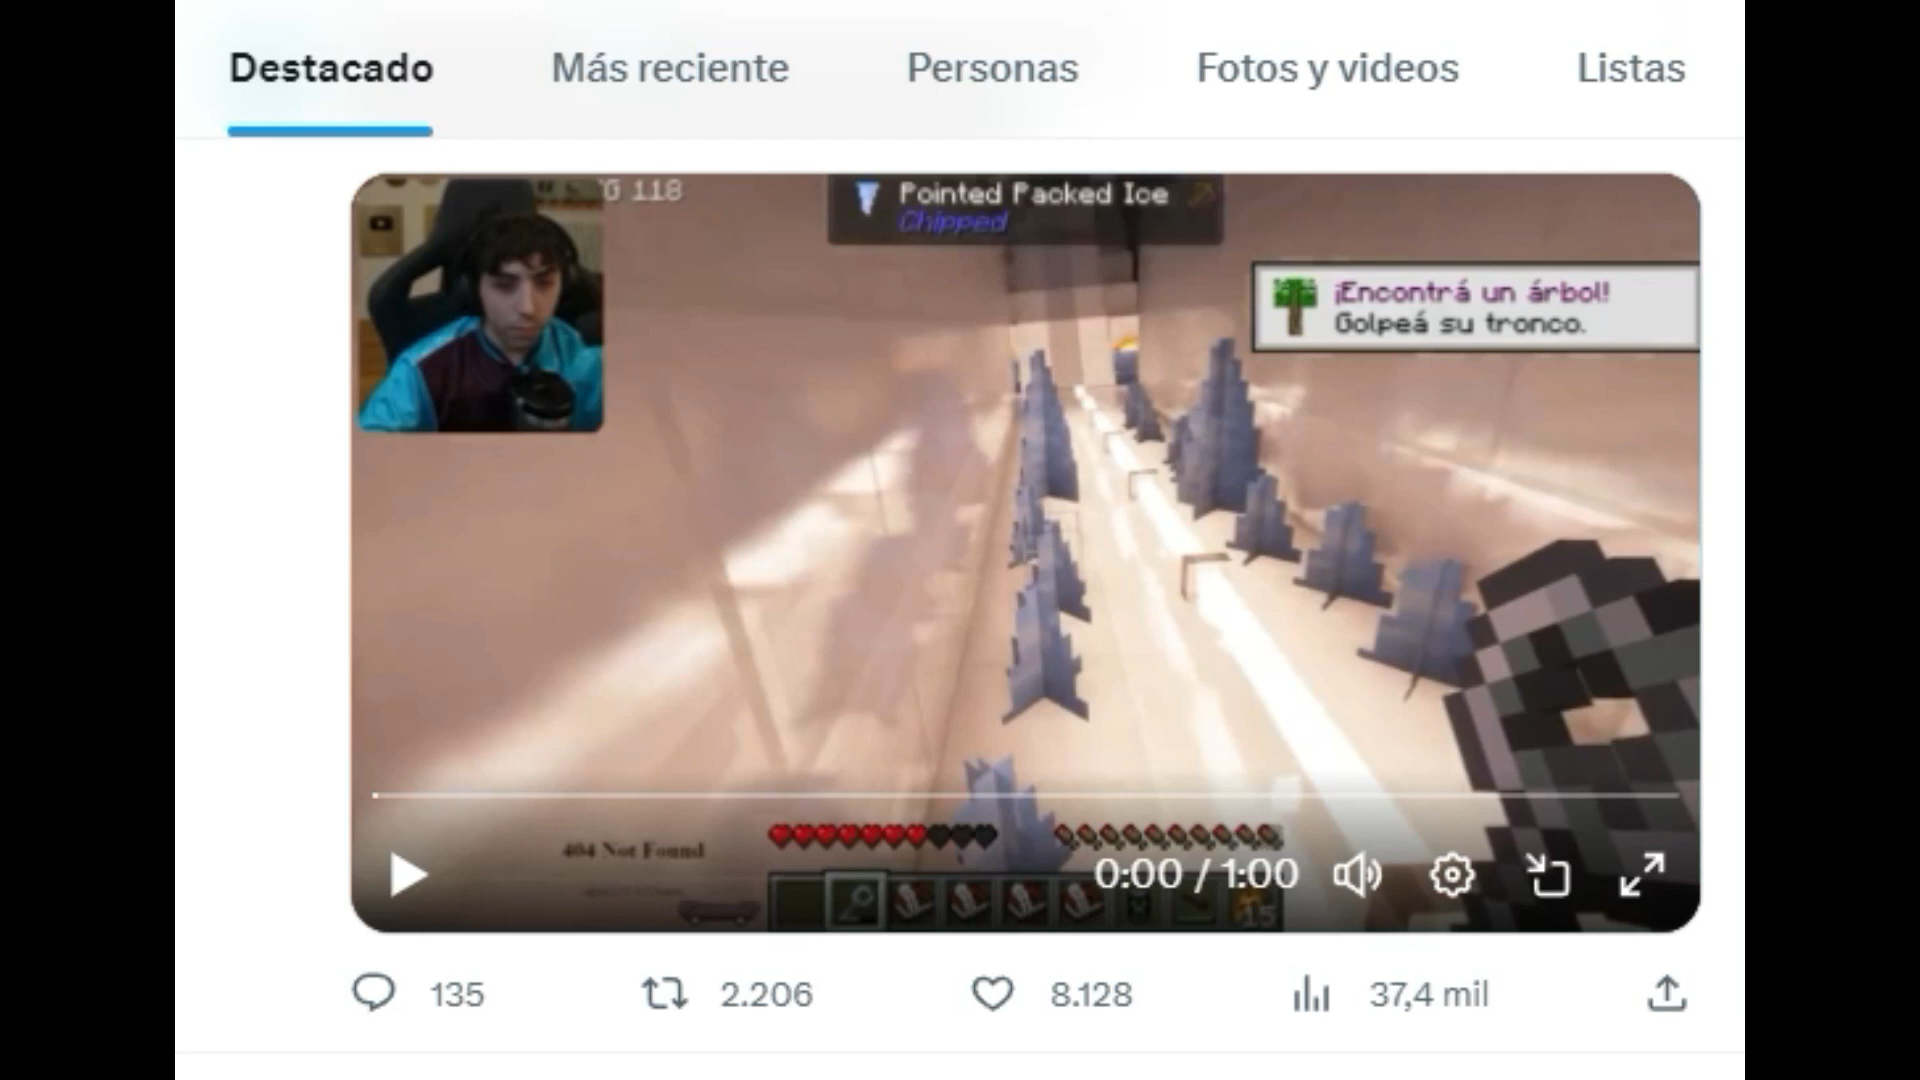 Destacado Más reciente Personas Fotos y videos Listas
G 118
Pointed Packed Ice
Chipped
¡Encontrá un árbol!
Golpeá su tronco.
404 Not Found
0:00 / 1:00
15
135 2.206 8.128 37,4 mil